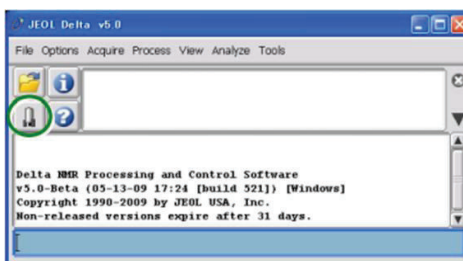 JEOL Delta v5.0
File Options Acquire Process View Analyze Tools
Delta NMR Processing and Control Software
v5.0-Beta (05-13-09 17:24 [build 521]) [Windows]
Copyright 1990-2009 by JEOL USA, Inc.
Non-released versions expire after 31 days.